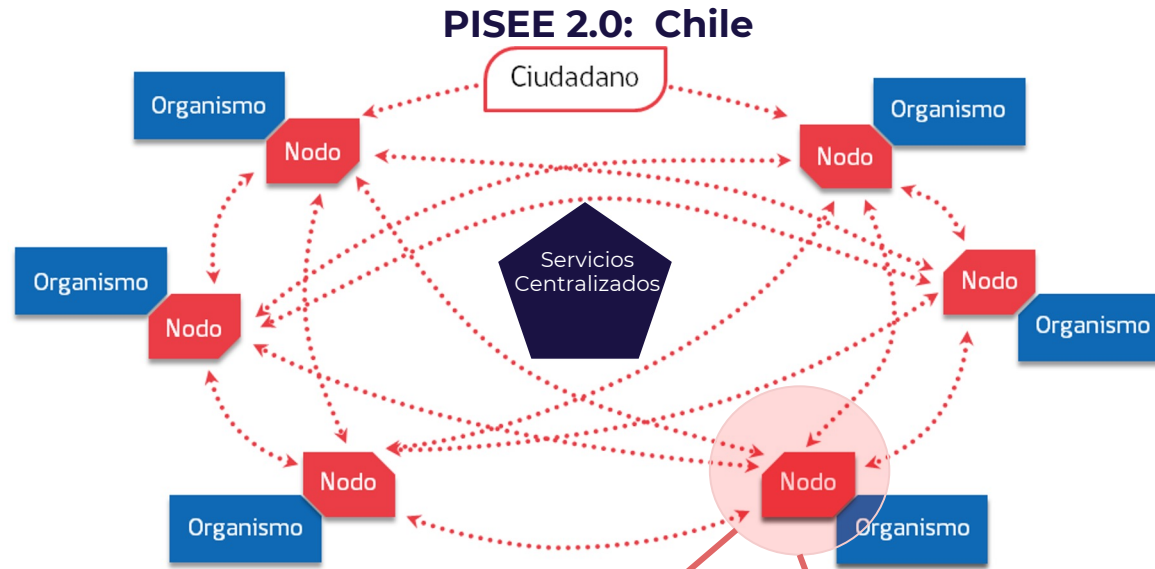 PISEE 2.0: Chile
Ciudadano
Organismo
Nodo
Organismo
Nodo
Organismo
Nodo
Servicios
Centralizados
Nodo
Organismo
Nodo
Organismo
Nodo
Organismo